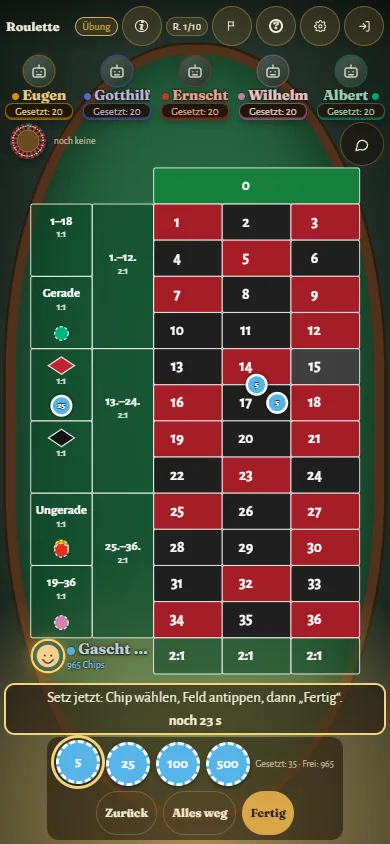 Roulette
Übung
R. 1/10
Eugen
Gotthilf
Ernscht
Wilhelm
Albert
Gesetzt: 20
Gesetzt: 20
Gesetzt: 20
Gesetzt: 20
Gesetzt: 20
noch keine
0
1–18
1:1
Gerade
1:1
1:1
25
1:1
Ungerade
1:1
19–36
1:1
1.–12.
2:1
13.–24.
2:1
25.–36.
2:1
1 2 3
4 5 6
7 8 9
10 11 12
13 14 15
5
16 17 5 18
19 20 21
22 23 24
25 26 27
28 29 30
31 32 33
34 35 36
2:1 2:1 2:1
Gascht ...
965 Chips
Setz jetzt: Chip wählen, Feld antippen, dann „Fertig“.
noch 23 s
5 25 100 500 Gesetzt: 35 · Frei: 965
Zurück Alles weg Fertig